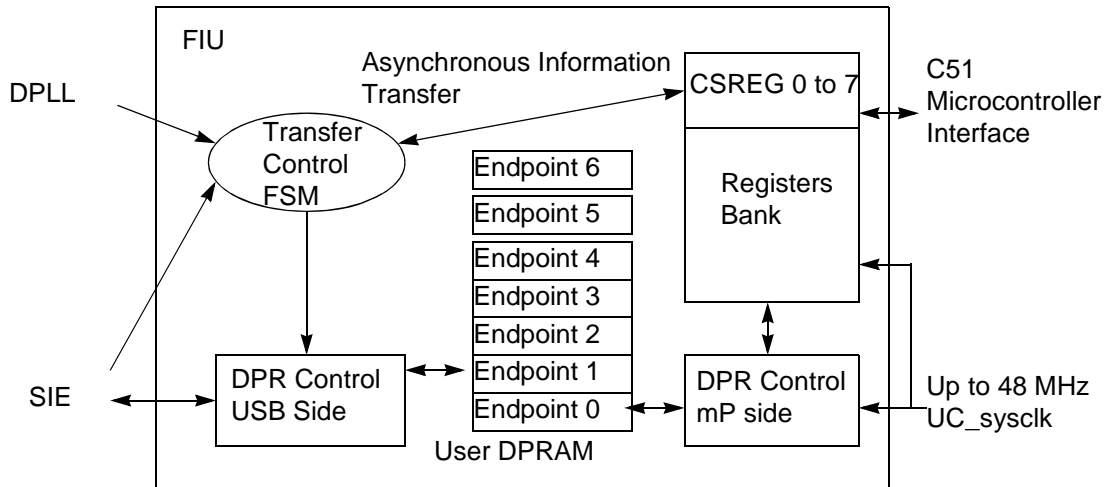 FIU
DPLL
Asynchronous Information
Transfer
CSREG 0 to 7
C51
Microcontroller
Interface
Transfer
Control
FSM
Endpoint 6
Endpoint 5
Endpoint 4
Endpoint 3
Endpoint 2
Endpoint 1
Endpoint 0
Registers
Bank
SIE
DPR Control
USB Side
User DPRAM
DPR Control
mP side
Up to 48 MHz
UC_sysclk